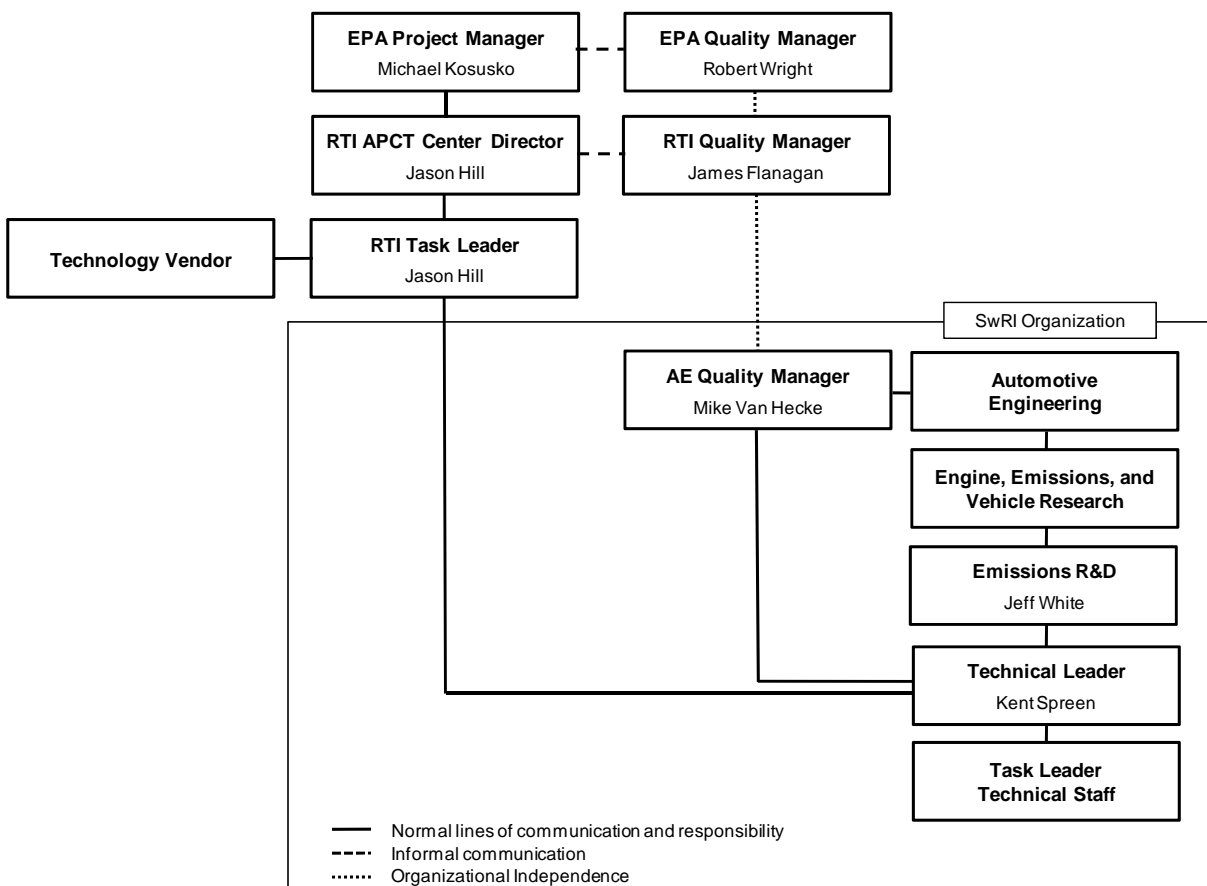 EPA Project Manager
Michael Kosusko
EPA Quality Manager
Robert Wright
RTI APCT Center Director
Jason Hill
RTI Quality Manager
James Flanagan
Technology Vendor
RTI Task Leader
Jason Hill
SwRI Organization
AE Quality Manager
Mike Van Hecke
Automotive
Engineering
Engine, Emissions, and
Vehicle Research
Emissions R&D
Jeff White
Technical Leader
Kent Spreen
Task Leader
Technical Staff
Normal lines of communication and responsibility
Informal communication
Organizational Independence